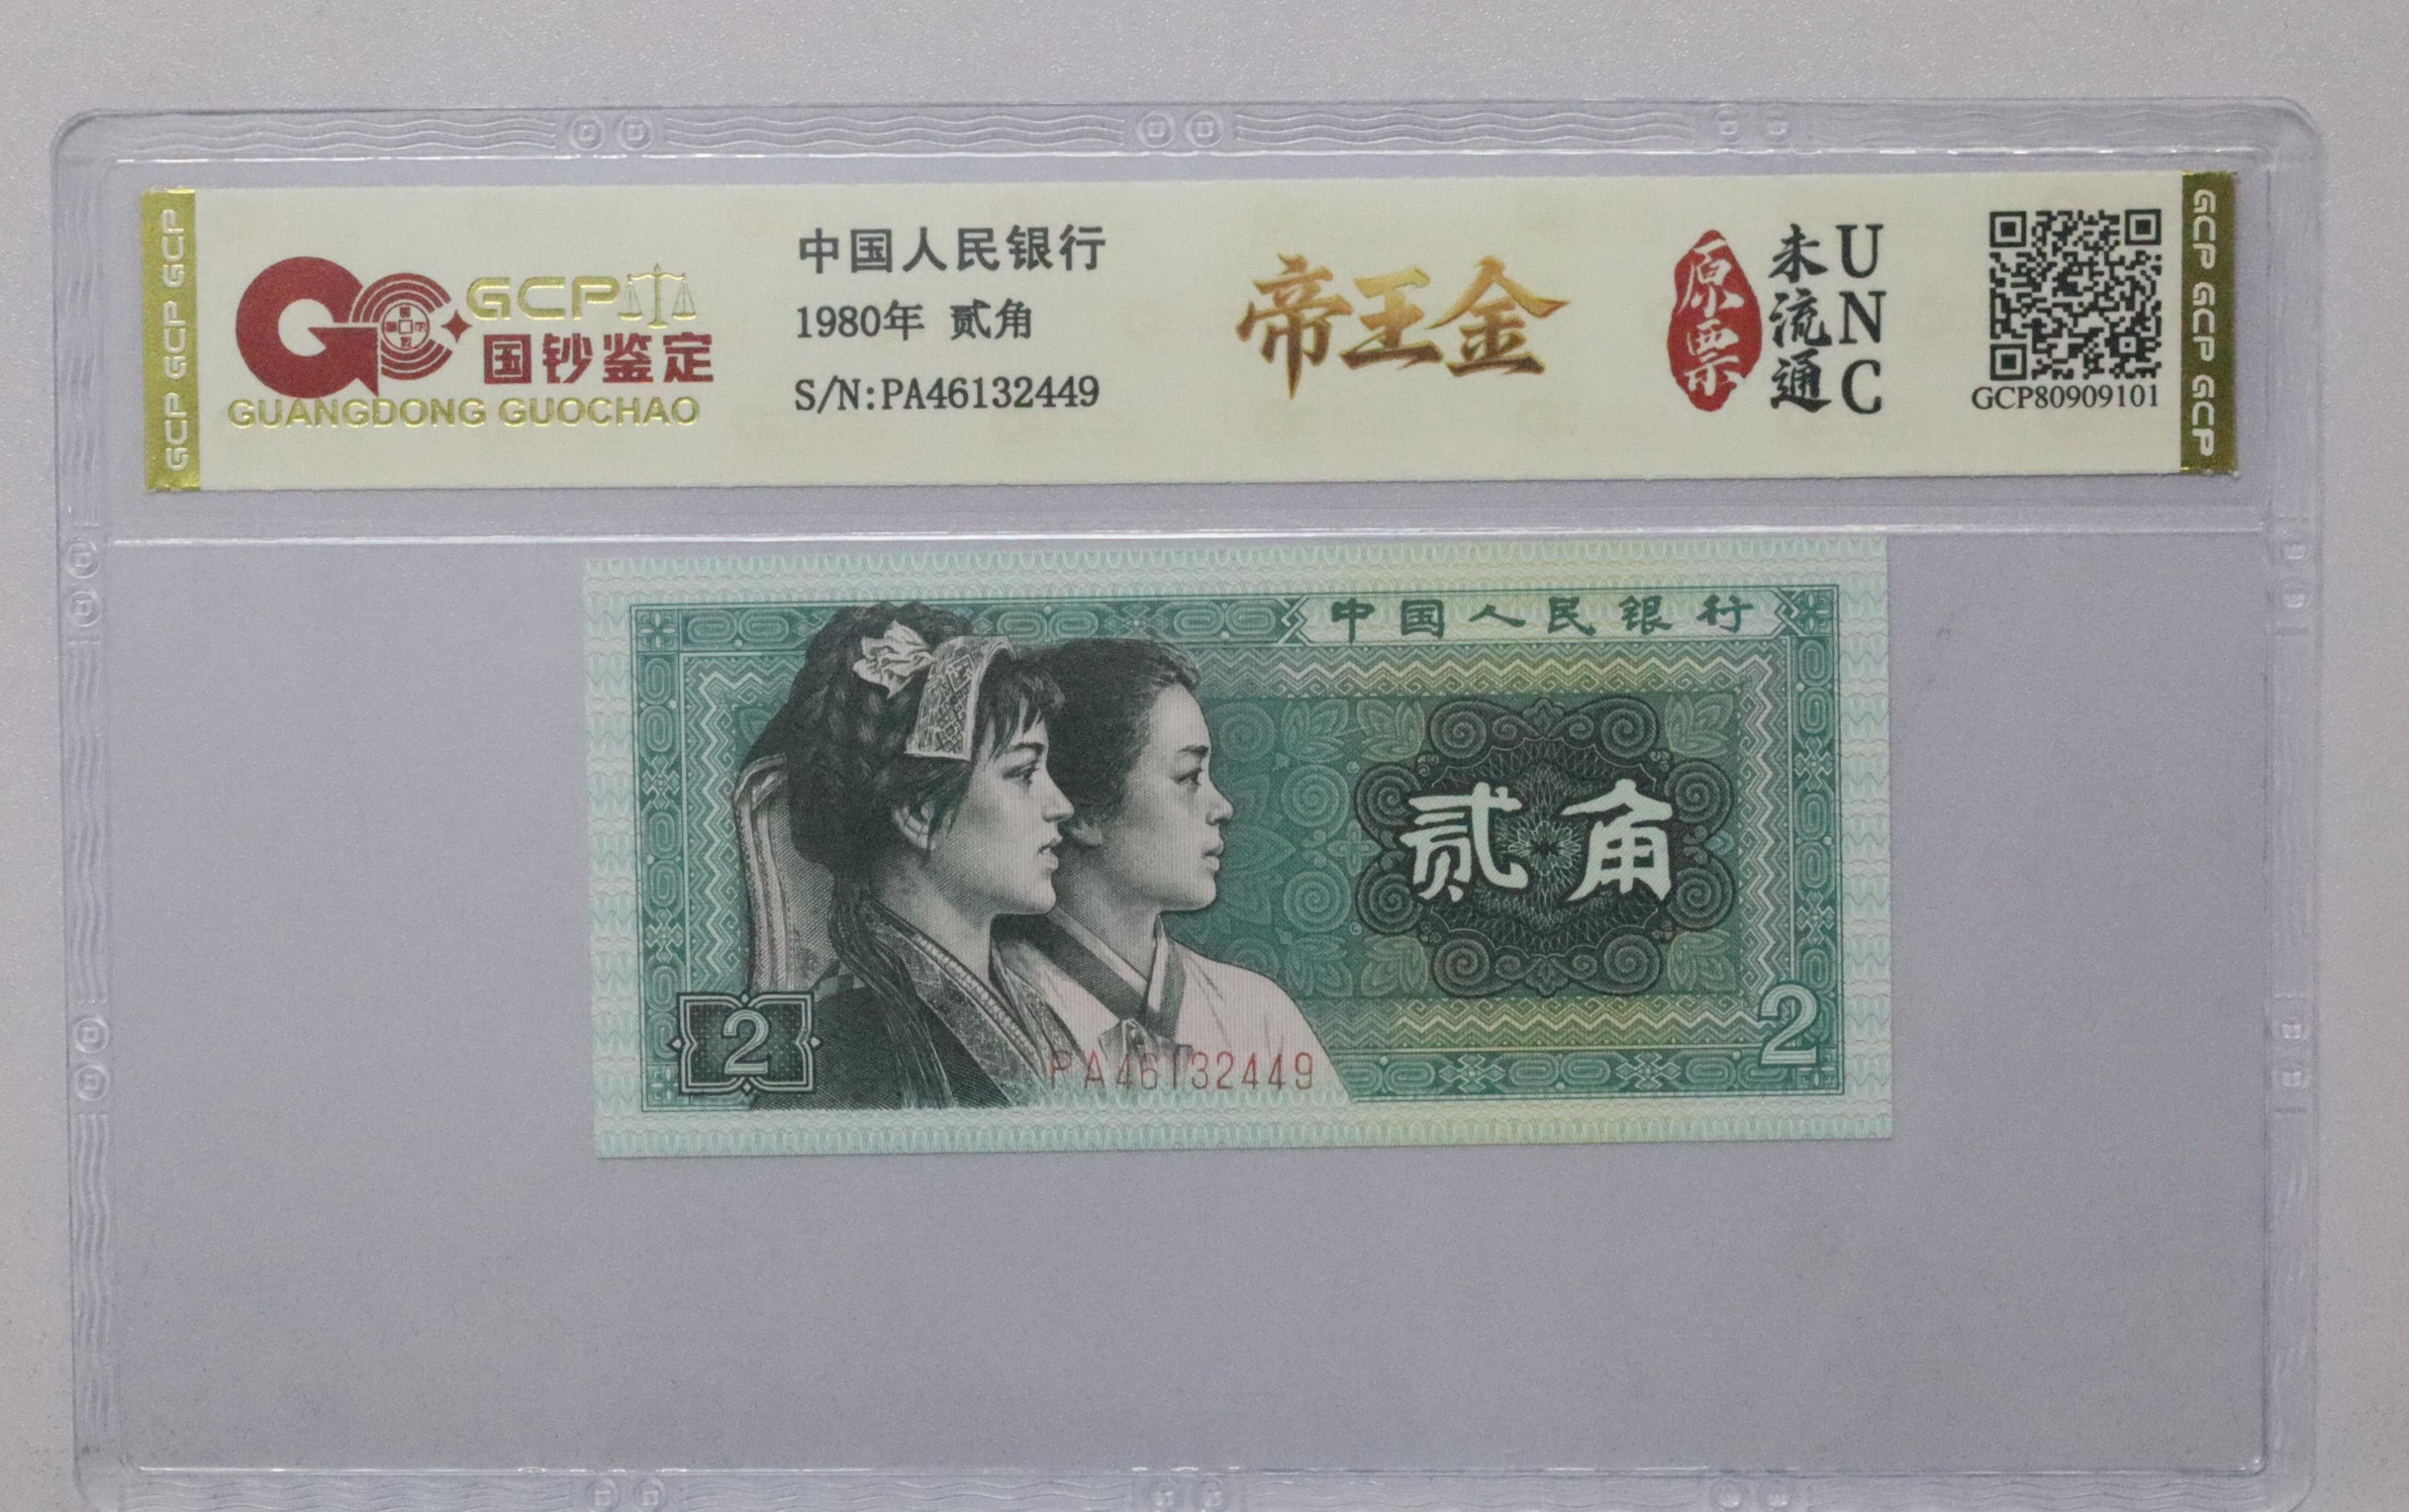 GCP GCP GCP
GCP
国钞鉴定
GUANGDONG GUOCHAO
中国人民银行
1980年 贰角
S/N:PA46132449
帝王金
原票
未流通
UNC
GCP80909101
GCP GCP GCP
中国人民银行
贰角
2
2
PA46132449